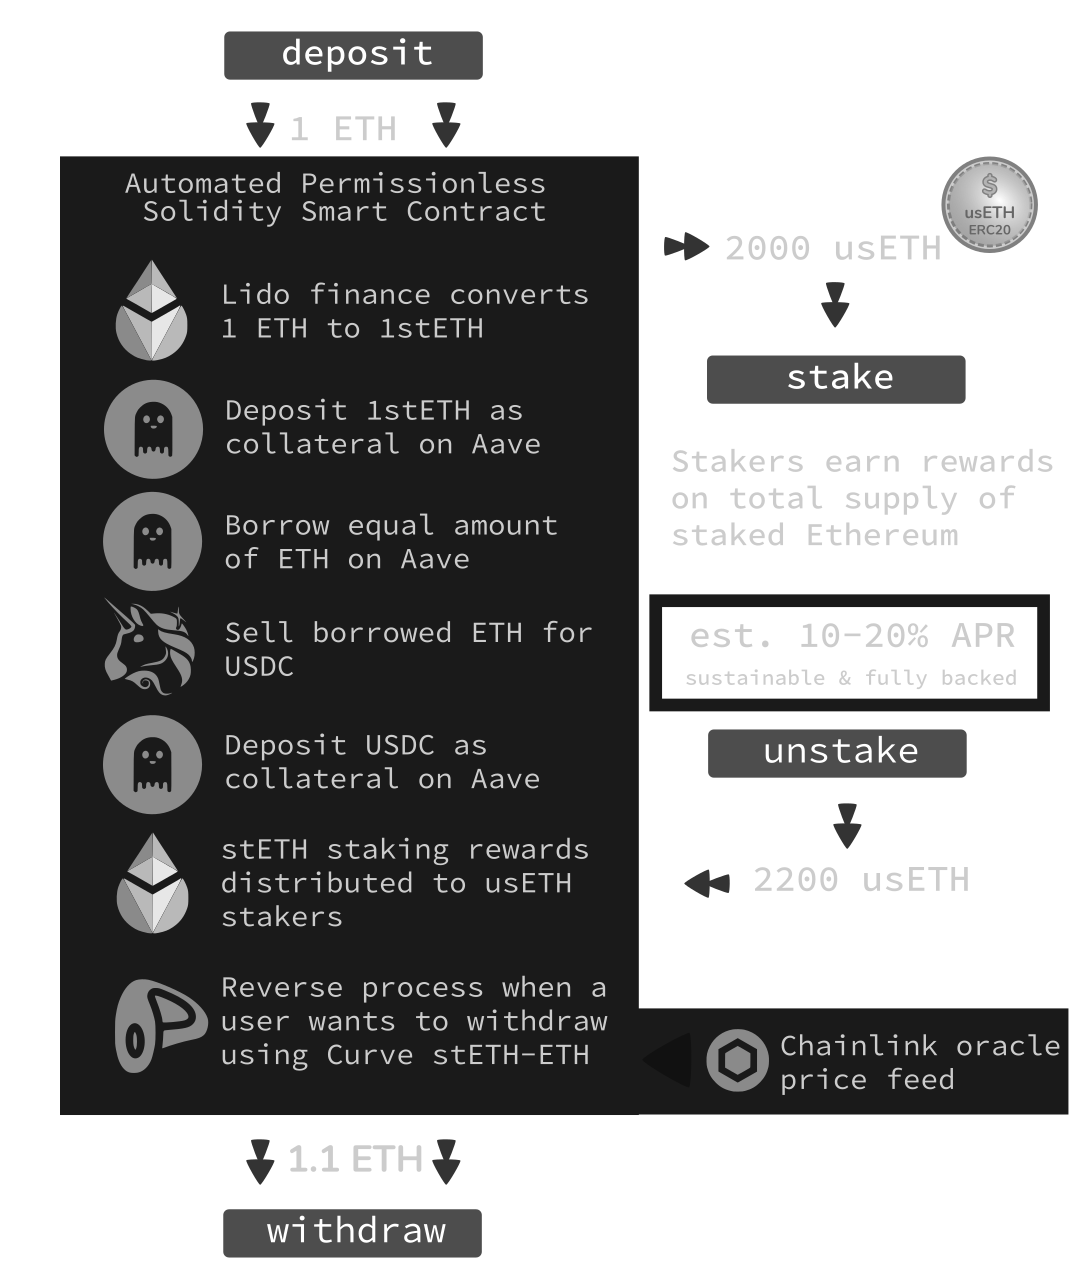 deposit
1 ETH
Automated Permissionless
Solidity Smart Contract
Lido finance converts
1 ETH to 1stETH
Deposit 1stETH as
collateral on Aave
Borrow equal amount
of ETH on Aave
Sell borrowed ETH for
USDC
Deposit USDC as
collateral on Aave
stETH staking rewards
distributed to usETH
stakers
Reverse process when a
user wants to withdraw
using Curve stETH-ETH
1.1 ETH
withdraw
$
usETH
ERC20
2000 usETH
stake
Stakers earn rewards
on total supply of
staked Ethereum
est. 10-20% APR
sustainable & fully backed
unstake
2200 usETH
Chainlink oracle
price feed